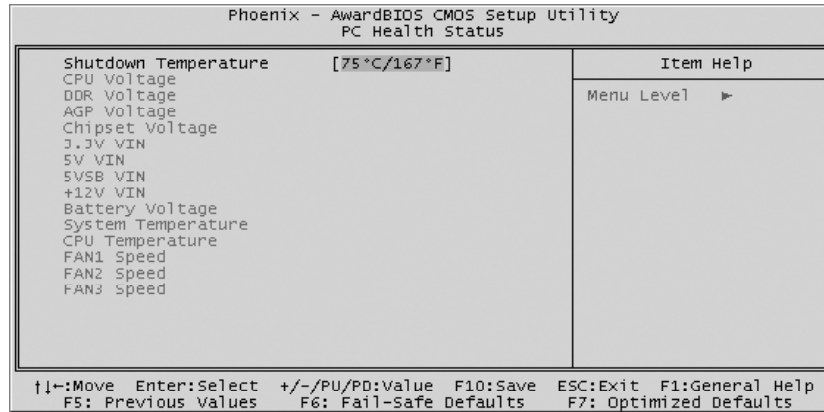 Phoenix - AwardBIOS CMOS Setup Utility
PC Health Status
Shutdown Temperature [75°C/167°F]
CPU Voltage
DDR Voltage
AGP Voltage
Chipset Voltage
3.3V VIN
5V VIN
5VSB VIN
+12V VIN
Battery Voltage
System Temperature
CPU Temperature
FAN1 Speed
FAN2 Speed
FAN3 Speed
Item Help
Menu Level ►
↑↓←:Move Enter:Select +/-/PU/PD:Value F10:Save ESC:Exit F1:General Help
F5: Previous Values F6: Fail-Safe Defaults F7: Optimized Defaults